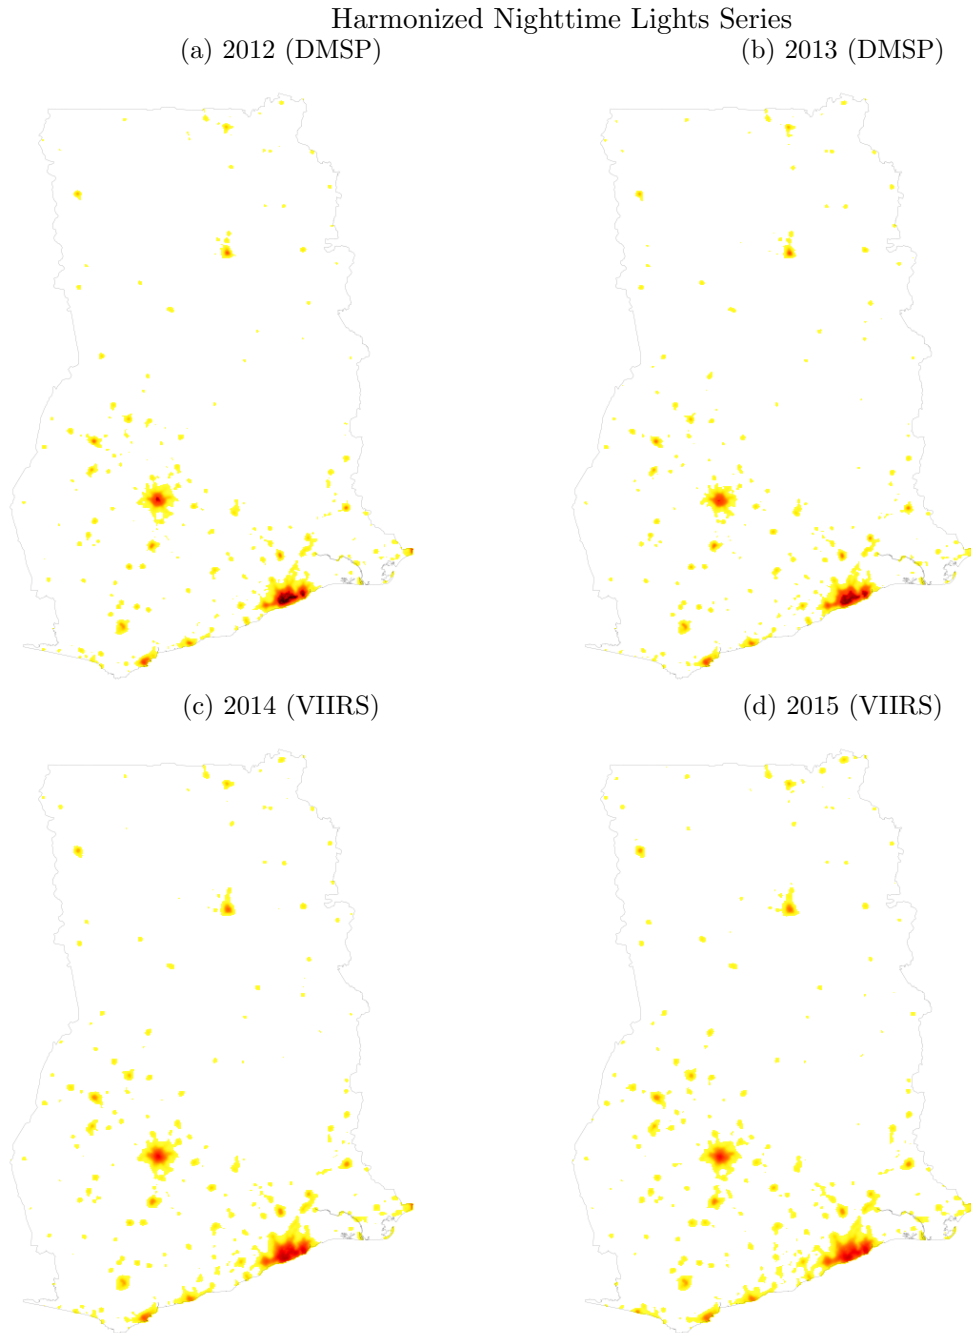 Harmonized Nighttime Lights Series
(a) 2012 (DMSP)
(b) 2013 (DMSP)
(c) 2014 (VIIRS)
(d) 2015 (VIIRS)